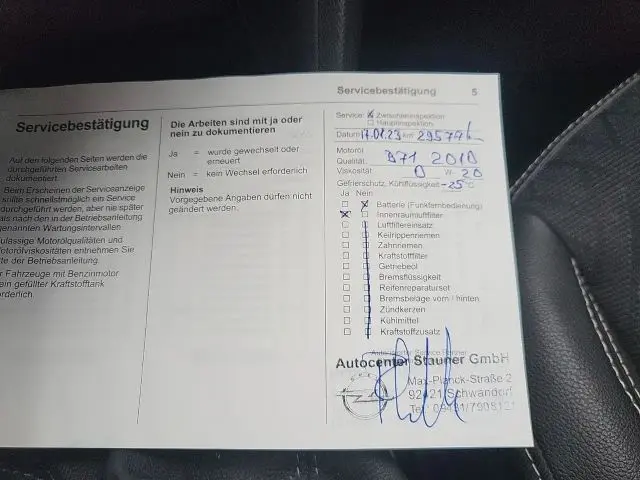 Servicebestätigung 5
Servicebestätigung
Auf den folgenden Seiten werden die
durchgeführten Servicearbeiten
dokumentiert.
Beim Erscheinen der Serviceanzeige
sollte schnellstmöglich ein Service
durchgeführt werden, aber nie später
als nach den in der Betriebsanleitung
genannten Wartungsintervallen.
ulässige Motorölqualitäten und
Motorölviskositäten entnehmen Sie
te der Betriebsanleitung.
r Fahrzeuge mit Benzinmotor
ein gefüllter Kraftstofftank
orderlich.
Die Arbeiten sind mit ja oder
nein zu dokumentieren
Ja = wurde gewechselt oder
erneuert
Nein = kein Wechsel erforderlich
Hinweis
Vorgegebene Angaben dürfen nicht
geändert werden.
Service: Zwischeninspektion
Hauptinspektion
Datum 17.01.23 km
Motoröl
Qualität: 2010
Viskosität 0 W 20
Gefrierschutz, Kühlflüssigkeit -25 °C
Ja Nein
Batterie (Funkfernbedienung)
Innenraumluftfilter
Luftfiltereinsatz
Keilrippenriemen
Zahnriemen
Kraftstofffilter
Getriebeöl
Bremsflüssigkeit
Reifenreparaturset
Bremsbeläge vorn / hinten
Zündkerzen
Kühlmittel
Kraftstoffzusatz
Autocenter Stauner GmbH
Max-Planck-Straße 2
92421 Schwandorf